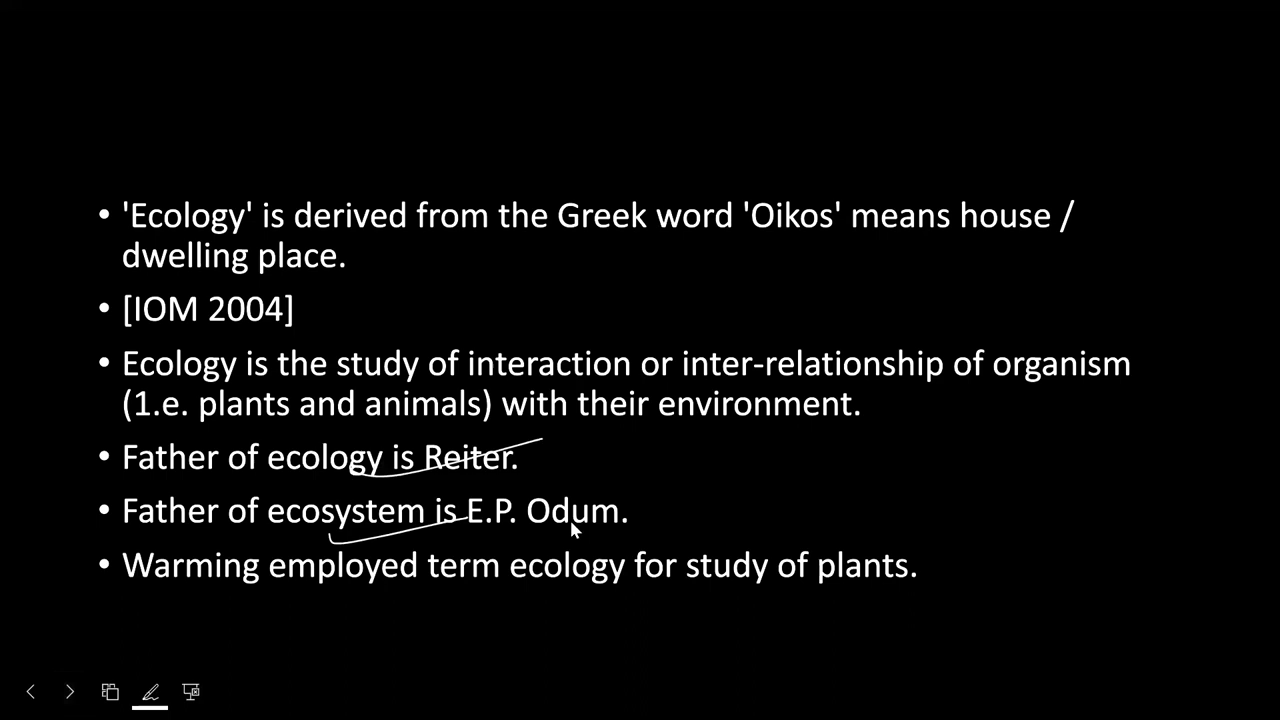 • 'Ecology' is derived from the Greek word 'Oikos' means house /
dwelling place.
• [IOM 2004]
• Ecology is the study of interaction or inter-relationship of organism
(1.e. plants and animals) with their environment.
• Father of ecology is Reiter.
• Father of ecosystem is E.P. Odum.
• Warming employed term ecology for study of plants.